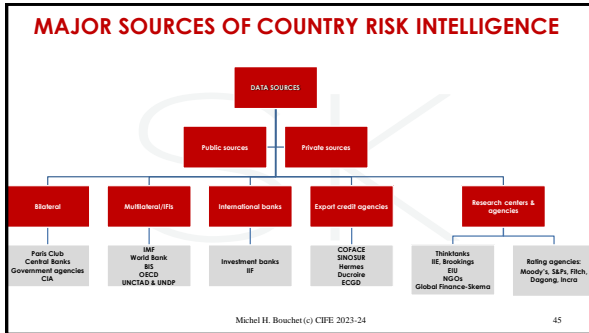 MAJOR SOURCES OF COUNTRY RISK INTELLIGENCE
DATA SOURCES
Public sources
Private sources
Bilateral
Multilateral/IFIs
International banks
Export credit agencies
Research centers &
agencies
Paris Club
Central Banks
Government agencies
CIA
IMF
World Bank
BIS
OECD
UNCTAD & UNDP
Investment banks
IIF
COFACE
SINOSUR
Hermes
Ducroire
ECGD
Thinktanks
IIE, Brookings
EIU
NGOs
Global Finance-Skema
Rating agencies:
Moody's, S&Ps, Fitch,
Dagong, Incra
Michel H. Bouchet (c) CIFE 2023-24
45
SK